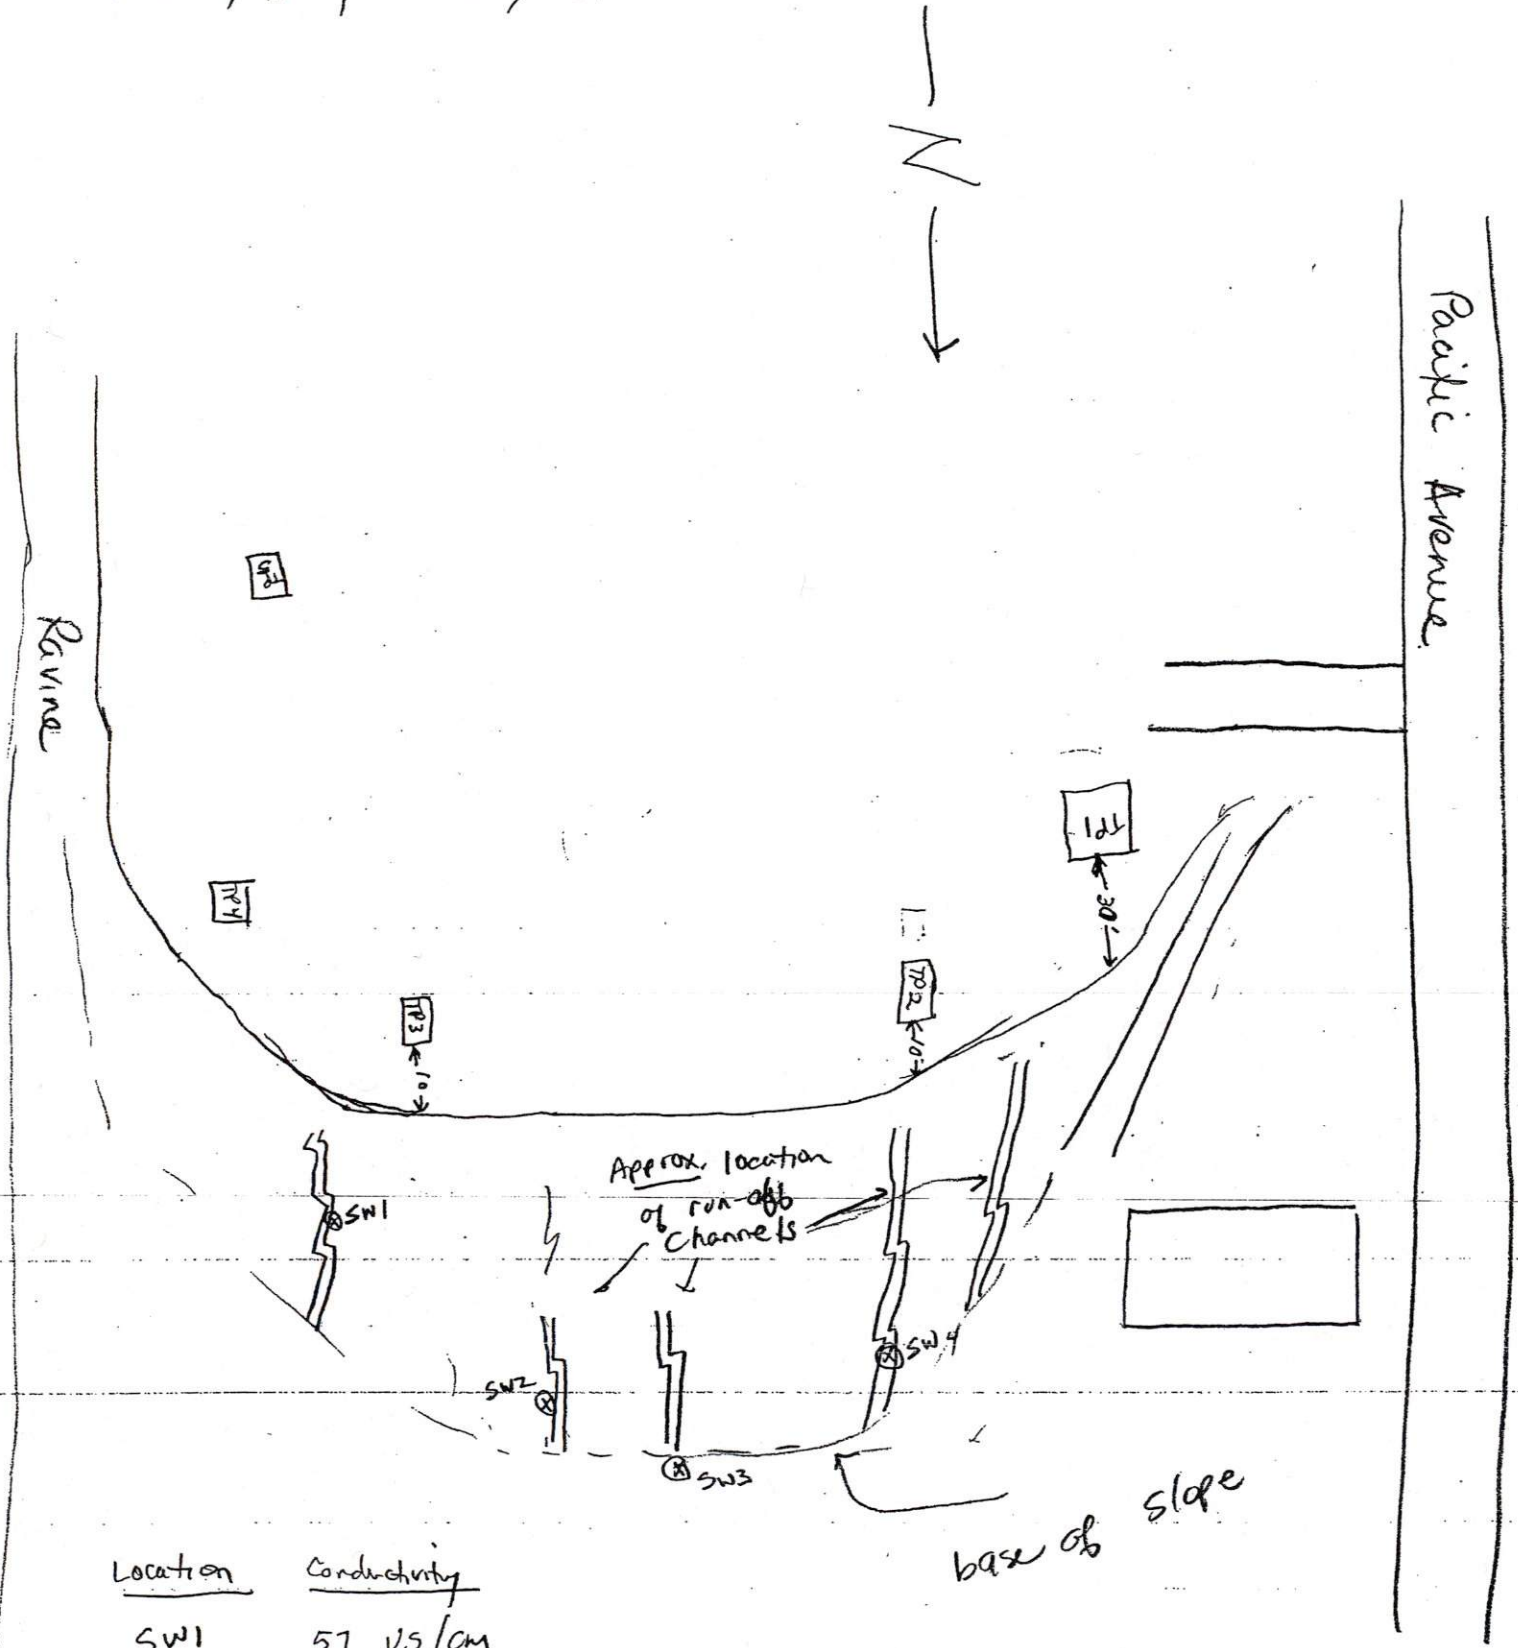 N
Pacific Avenue
Ravine
TP5
TP1
30'
TP4
TP2
10'
TP3
10'
Approx. location
of run-off
channels
SW1
SW4
SW2
SW3
base of slope
Location Conductivity
SW1 57 us/cm